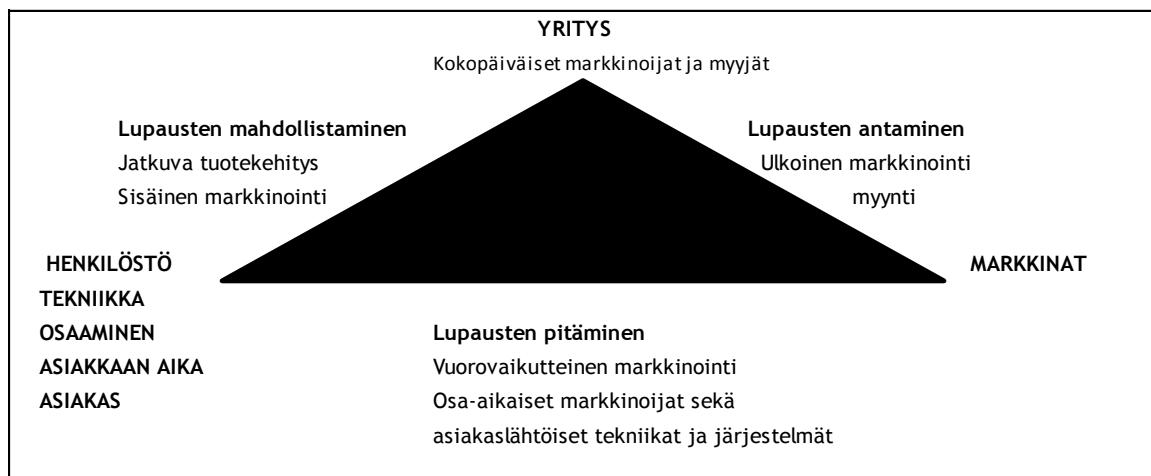 YRITYS
Kokopäiväiset markkinoijat ja myyjät
Lupausten mahdollistaminen
Jatkuva tuotekehitys
Sisäinen markkinointi
Lupausten antaminen
Ulkoinen markkinointi
myynti
HENKILÖSTÖ
TEKNIIKKA
OSAAMINEN
ASIAKKAAN AIKA
ASIAKAS
MARKKINAT
Lupausten pitäminen
Vuorovaikutteinen markkinointi
Osa-aikaiset markkinoijat sekä
asiakaslähtöiset tekniikat ja järjestelmät